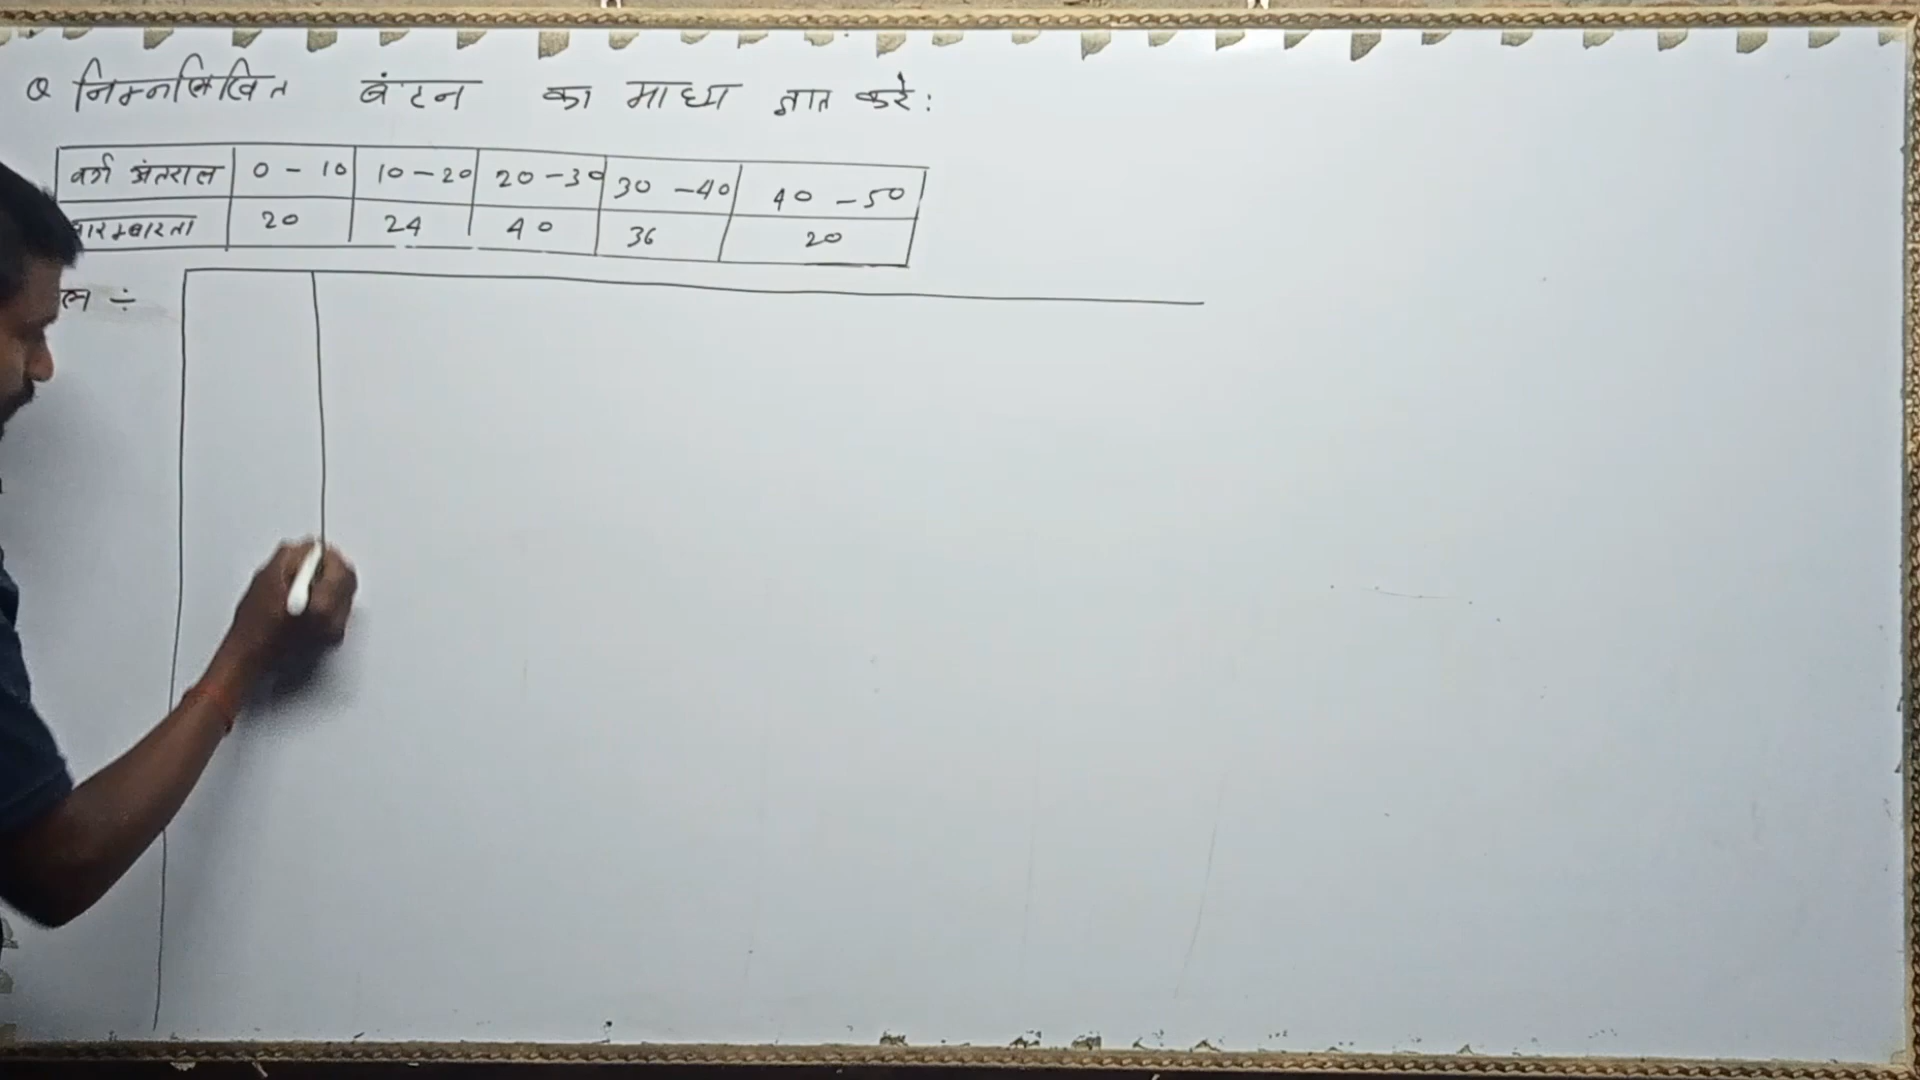 Q निम्नलिखित बंटन का माध्य ज्ञात करे:
वर्ग अंतराल 0 - 10 10 - 20 20 - 30 30 - 40 40 - 50
20 24 40 36 20